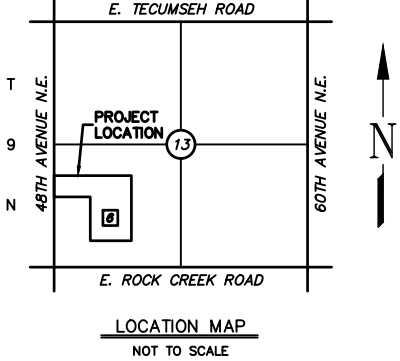 E. TECUMSEH ROAD
T
9
N
48TH AVENUE N.E.
PROJECT
LOCATION
13
6
60TH AVENUE N.E.
N
E. ROCK CREEK ROAD
LOCATION MAP
NOT TO SCALE